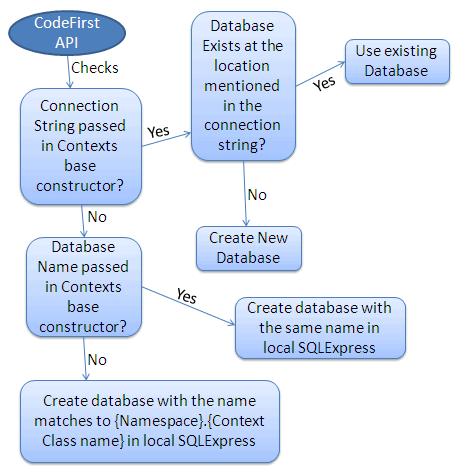 CodeFirst
API
Checks
Connection
String passed
in Contexts
base
constructor?
Yes
Database
Exists at the
location
mentioned
in the
connection
string?
Yes
Use existing
Database
No
Create New
Database
No
Database
Name passed
in Contexts
base
constructor?
Yes
Create database with
the same name in
local SQLExpress
No
Create database with the name
matches to {Namespace}.{Context
Class name} in local SQLExpress